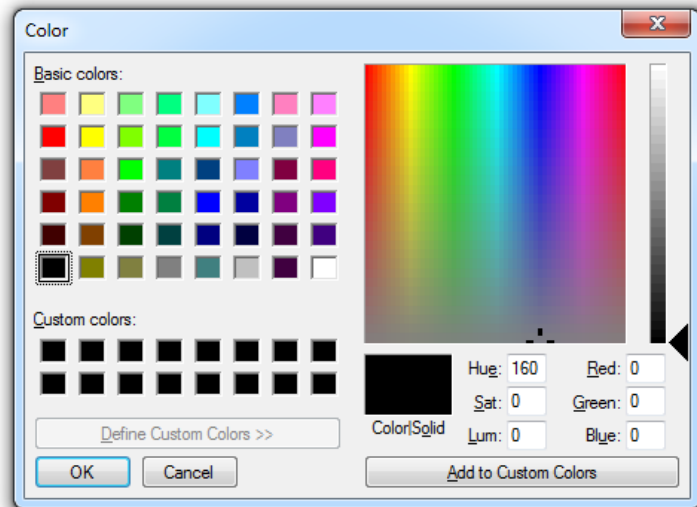 Color
Basic colors:
Custom colors:
Define Custom Colors >>
OK
Cancel
Color|Solid
Hue: 160
Sat: 0
Lum: 0
Red: 0
Green: 0
Blue: 0
Add to Custom Colors